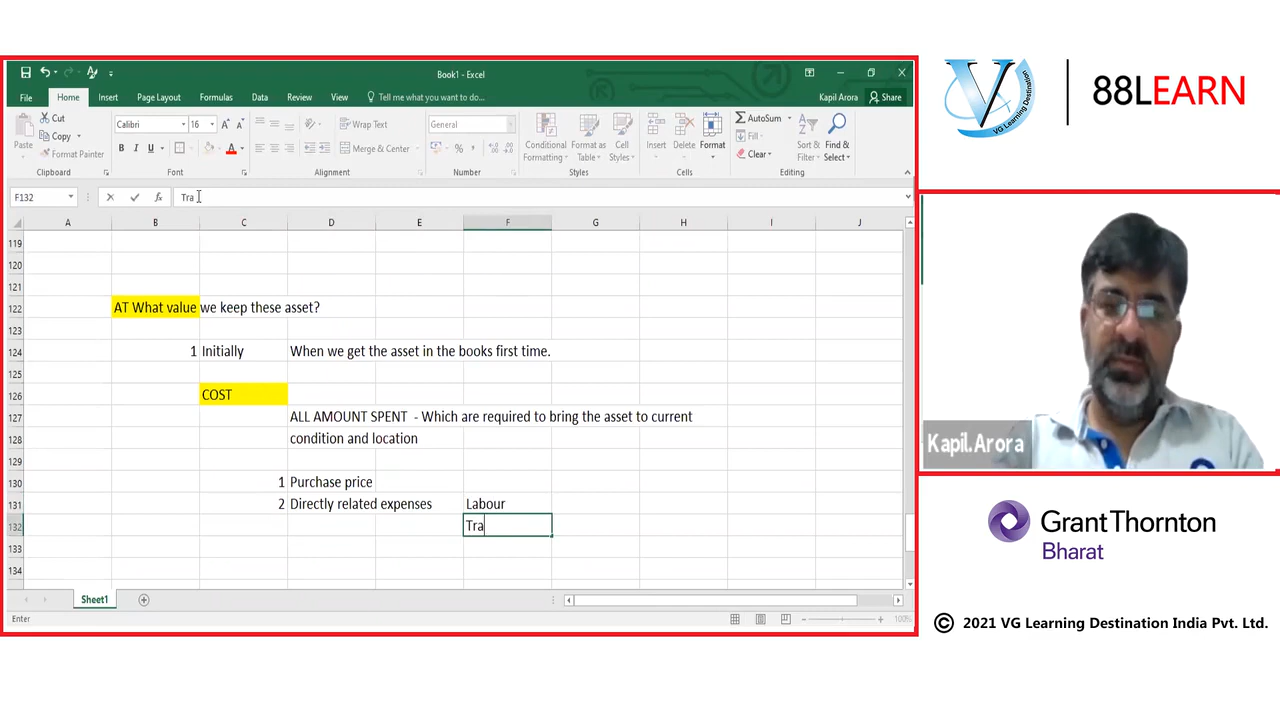 Book1 - Excel
File Home Insert Page Layout Formulas Data Review View Tell me what you want to do... Kapil Arora Share
Paste Cut Copy Format Painter
Calibri 16 A A
B I U A
Wrap Text
Merge & Center
General
%
Conditional Formatting Format as Table Cell Styles
Insert Delete Format
AutoSum Fill Clear
Sort & Filter Find & Select
Clipboard Font Alignment Number Styles Cells Editing
F132 fx Tra
A B C D E F G H I J
119
120
121
122 AT What value we keep these asset?
123
124 1 Initially When we get the asset in the books first time.
125
126 COST
127 ALL AMOUNT SPENT - Which are required to bring the asset to current
128 condition and location
129
130 1 Purchase price
131 2 Directly related expenses Labour
132 Tra
133
134
Sheet1
Enter 100%
V
VG Learning Destination
88LEARN
Kapil.Arora
Grant Thornton
Bharat
© 2021 VG Learning Destination India Pvt. Ltd.